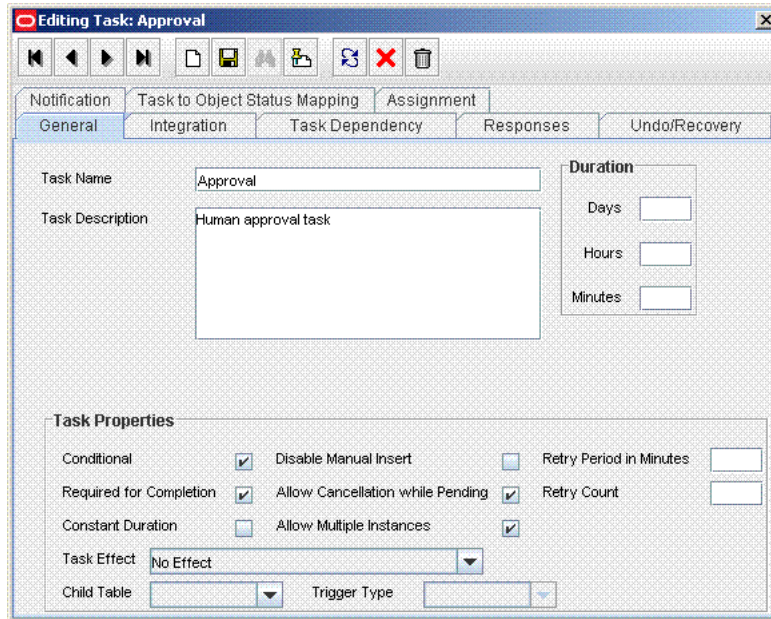 Editing Task: Approval
Notification Task to Object Status Mapping Assignment
General Integration Task Dependency Responses Undo/Recovery
Task Name Approval
Task Description Human approval task
Duration
Days
Hours
Minutes
Task Properties
Conditional Disable Manual Insert Retry Period in Minutes
Required for Completion Allow Cancellation while Pending Retry Count
Constant Duration Allow Multiple Instances
Task Effect No Effect
Child Table Trigger Type